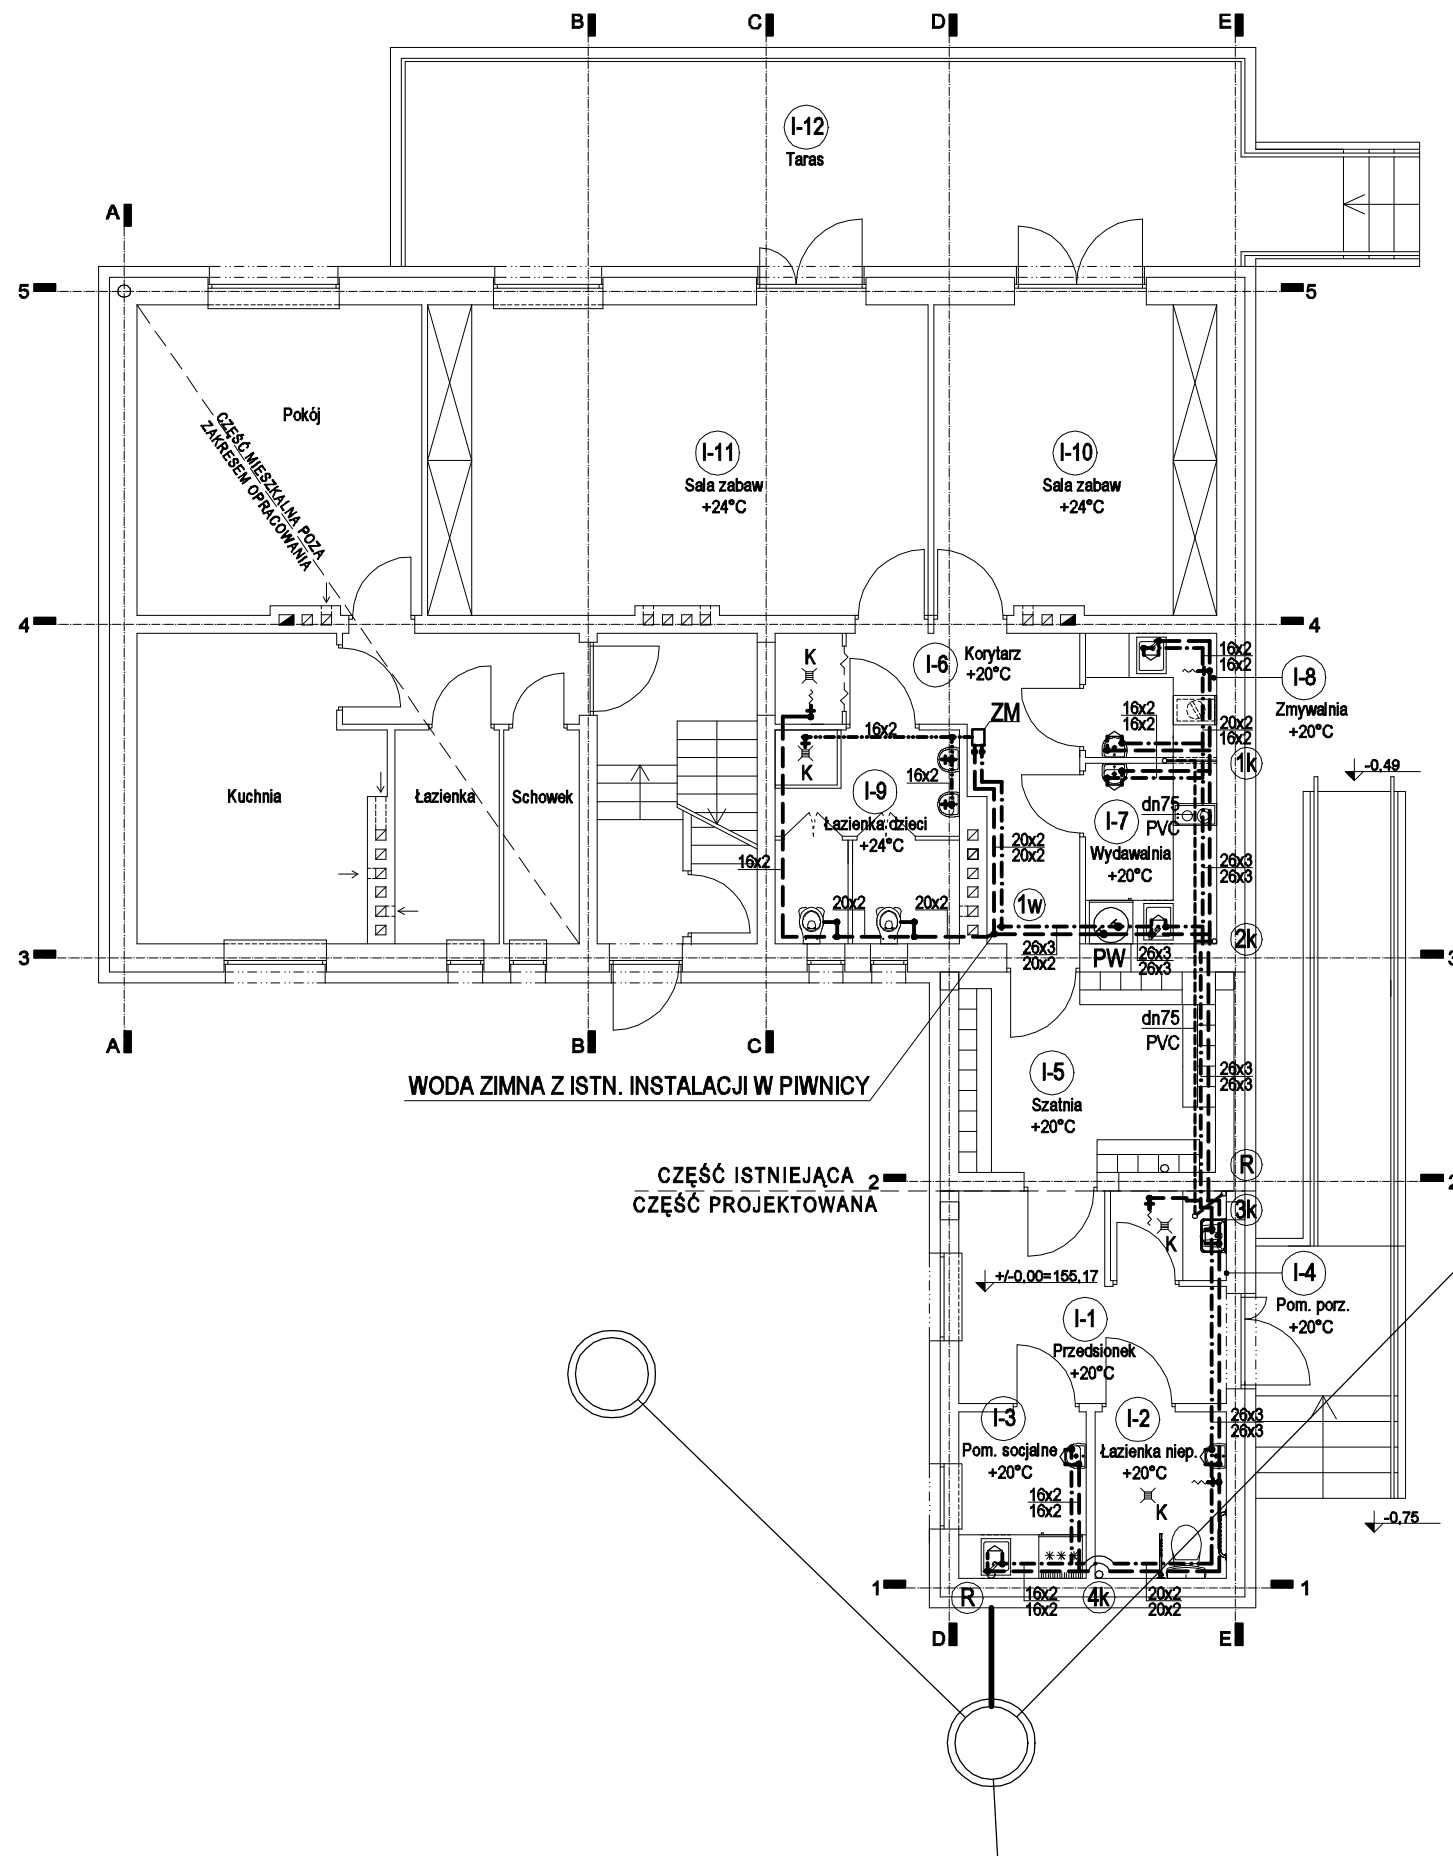 B
C
D
E
I-12
Taras
A
5
5
Pokój
CZĘŚĆ MIESZKALNA POZA
ZAKRESEM OPRACOWANIA
I-11
Sala zabaw
+24°C
I-10
Sala zabaw
+24°C
4
4
K
I-6
Korytarz
+20°C
16x2
16x2
I-8
Zmywalnia
+20°C
ZM
16x2
16x2
16x2
20x2
16x2
K
1k
16x2
-0,49
Kuchnia
Łazienka
Schowek
I-9
Łazienka dzieci
+24°C
dn75
PVC
I-7
Wydawalnia
+20°C
20x2
20x2
16x2
26x3
26x3
20x2
20x2
1w
2k
26x3
20x2
PW
26x3
26x3
3
3
dn75
PVC
A
B
C
WODA ZIMNA Z ISTN. INSTALACJI W PIWNICY
I-5
Szatnia
+20°C
26x3
26x3
CZĘŚĆ ISTNIEJĄCA
2
R
2
CZĘŚĆ PROJEKTOWANA
3k
K
+/-0,00=155,17
I-4
Pom. porz.
+20°C
I-1
Przedsionek
+20°C
I-3
I-2
26x3
26x3
Pom. socjalne
+20°C
Łazienka niep.
+20°C
16x2
16x2
K
-0,75
1
1
R
16x2
16x2
4k
20x2
20x2
D
E